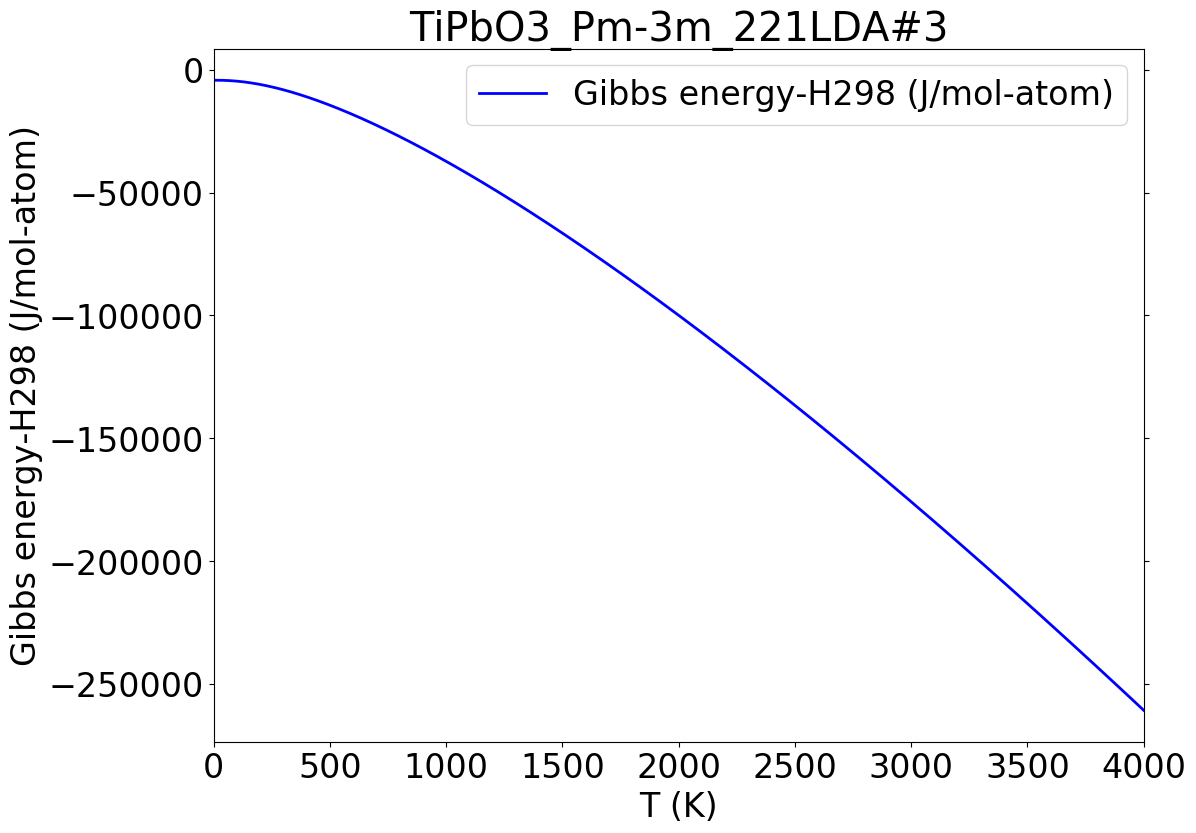 TiPbO3_Pm-3m_221LDA#3
Gibbs energy-H298 (J/mol-atom)
Gibbs energy-H298 (J/mol-atom)
0
−50000
−100000
−150000
−200000
−250000
0 500 1000 1500 2000 2500 3000 3500 4000
T (K)